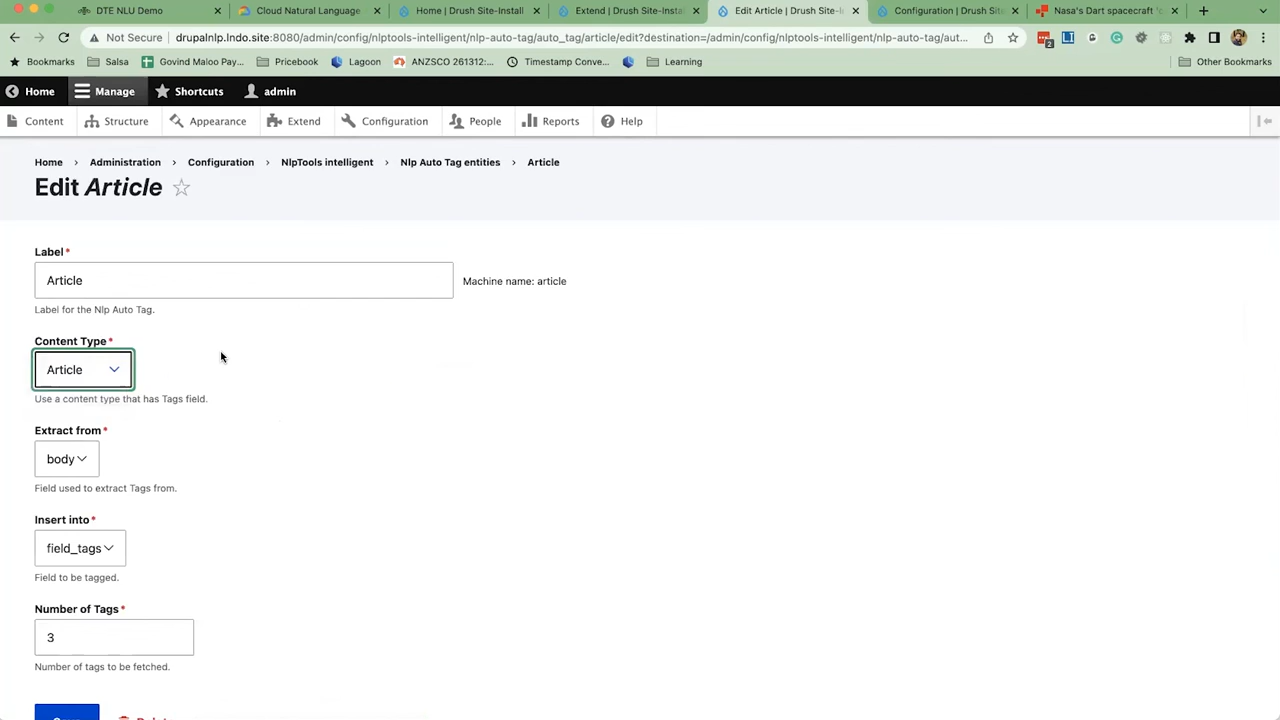 DTE NLU Demo
Cloud Natural Language
Home | Drush Site-Install
Extend | Drush Site-Insta
Edit Article | Drush Site-I
Configuration | Drush Site
Nasa's Dart spacecraft 'c
Not Secure drupalnlp.lndo.site:8080/admin/config/nlptools-intelligent/nlp-auto-tag/auto_tag/article/edit?destination=/admin/config/nlptools-intelligent/nlp-auto-tag/aut...
2
Bookmarks Salsa Govind Maloo Pay... Pricebook Lagoon ANZSCO 261312:... Timestamp Conve... Learning Other Bookmarks
Home Manage Shortcuts admin
Content Structure Appearance Extend Configuration People Reports Help
Home > Administration > Configuration > NlpTools intelligent > Nlp Auto Tag entities > Article
Edit Article
Label*
Article Machine name: article
Label for the Nlp Auto Tag.
Content Type*
Article
Use a content type that has Tags field.
Extract from*
body
Field used to extract Tags from.
Insert into*
field_tags
Field to be tagged.
Number of Tags*
3
Number of tags to be fetched.